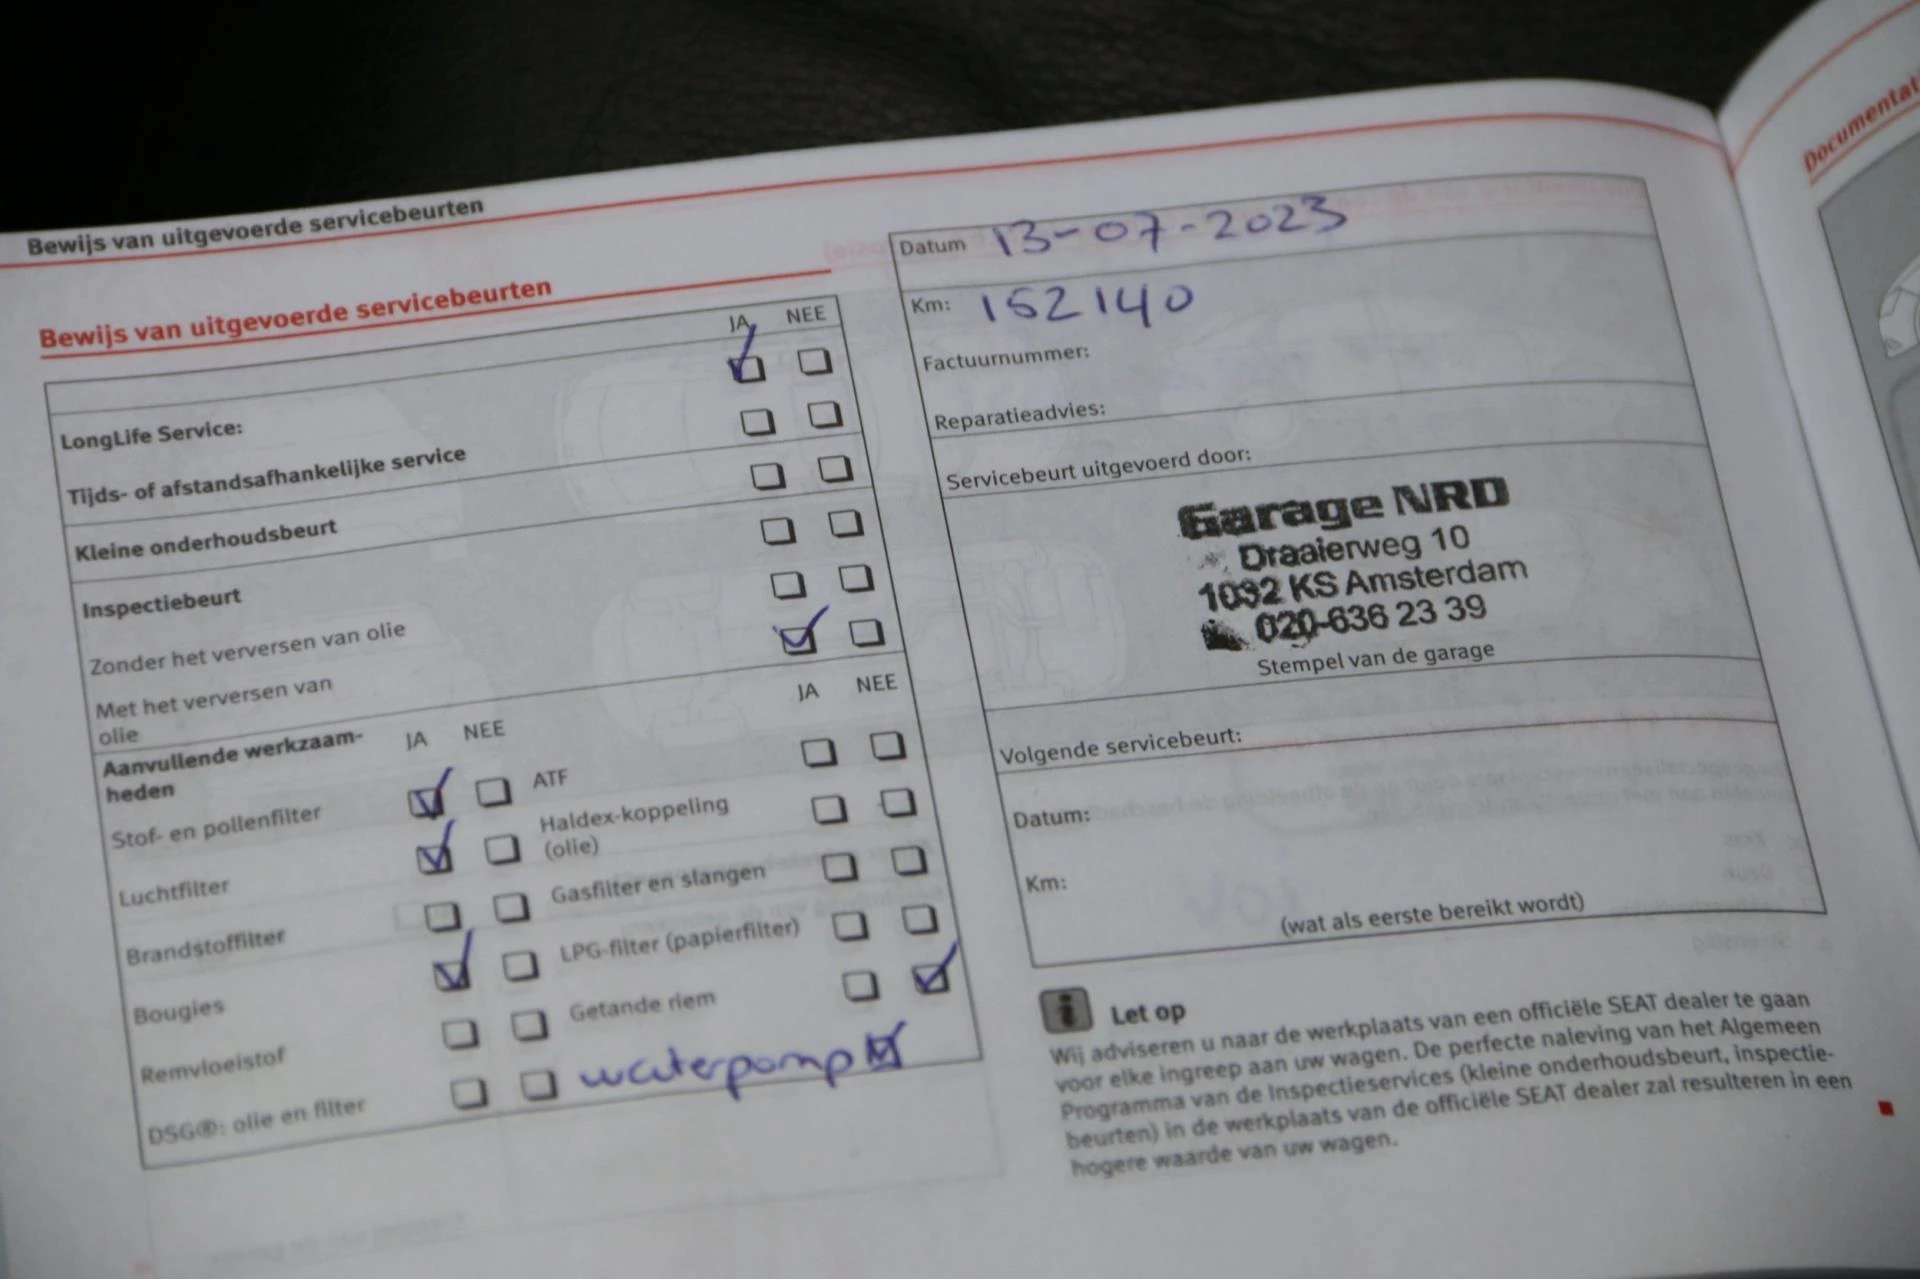 Bewijs van uitgevoerde servicebeurten
Bewijs van uitgevoerde servicebeurten
JA NEE
LongLife Service:
Tijds- of afstandsafhankelijke service
Kleine onderhoudsbeurt
Inspectiebeurt
Zonder het verversen van olie
Met het verversen van
olie
JA NEE
Aanvullende werkzaam-
heden
JA NEE
Stof- en pollenfilter
Luchtfilter
Brandstoffilter
Bougies
Remvloeistof
DSG®: olie en filter
ATF
Haldex-koppeling
(olie)
Gasfilter en slangen
LPG-filter (papierfilter)
Getande riem
waterpomp
Datum 13-07-2023
Km: 152140
Factuurnummer:
Reparatieadvies:
Servicebeurt uitgevoerd door:
Garage NRD
Draaierweg 10
1032 KS Amsterdam
020-636 23 39
Stempel van de garage
Volgende servicebeurt:
Datum:
Km:
(wat als eerste bereikt wordt)
Let op
Wij adviseren u naar de werkplaats van een officiële SEAT dealer te gaan
voor elke ingreep aan uw wagen. De perfecte naleving van het Algemeen
Programma van de Inspectieservices (kleine onderhoudsbeurt, inspectie-
beurten) in de werkplaats van de officiële SEAT dealer zal resulteren in een
hogere waarde van uw wagen.